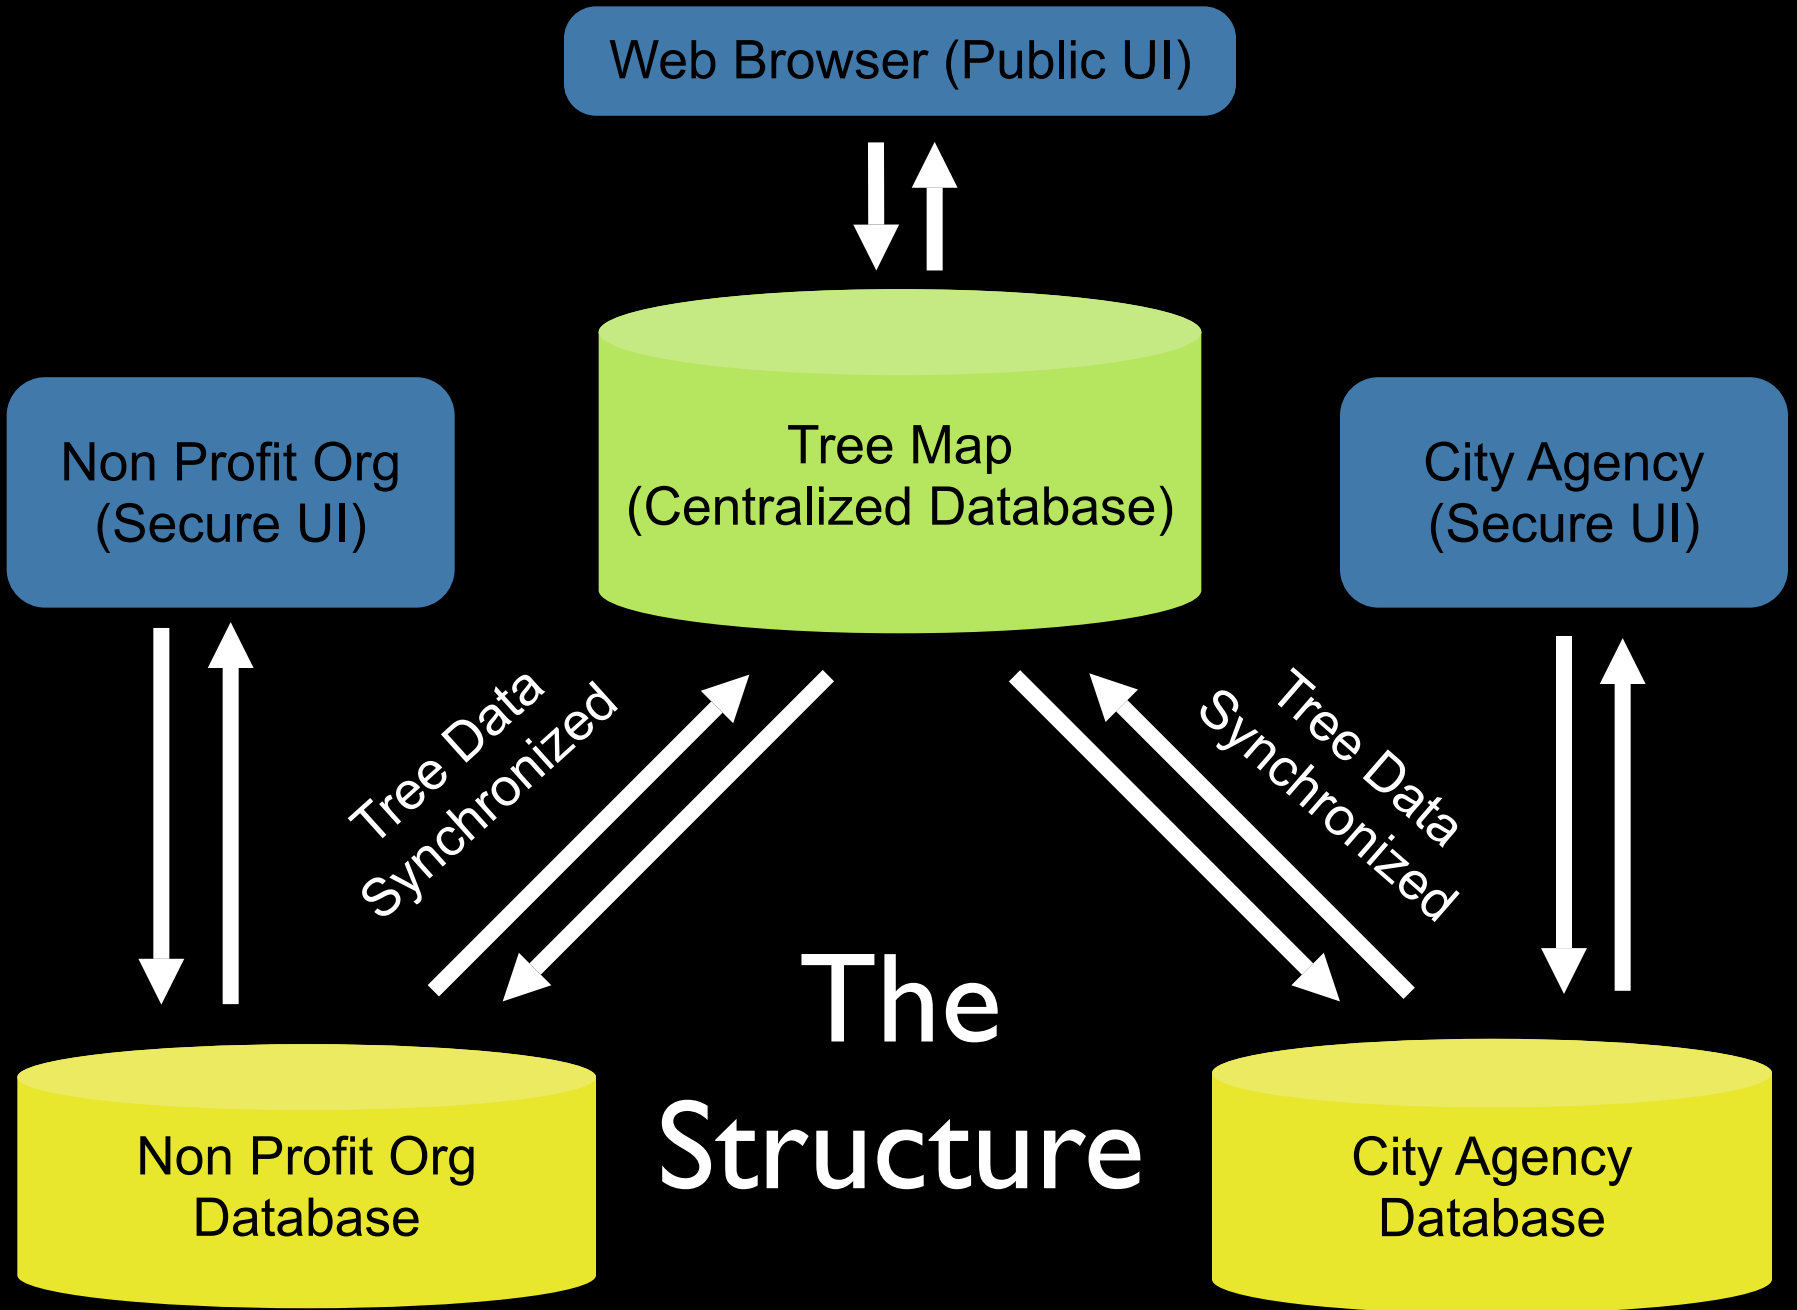 Web Browser (Public UI)
Non Profit Org
(Secure UI)
Tree Map
(Centralized Database)
City Agency
(Secure UI)
Tree Data
Synchronized
Tree Data
Synchronized
The
Structure
Non Profit Org
Database
City Agency
Database